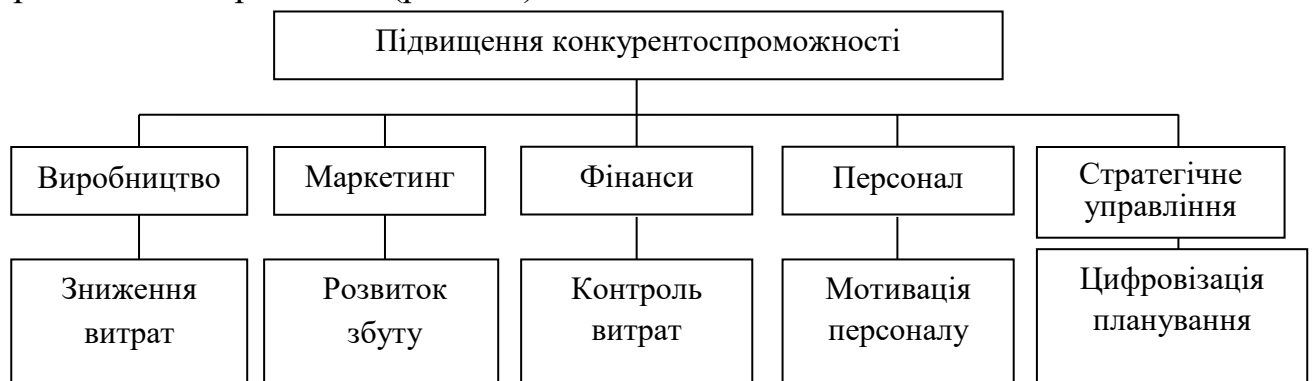 Підвищення конкурентоспроможності
Виробництво
Маркетинг
Фінанси
Персонал
Стратегічне
управління
Зниження
витрат
Розвиток
збуту
Контроль
витрат
Мотивація
персоналу
Цифровізація
планування